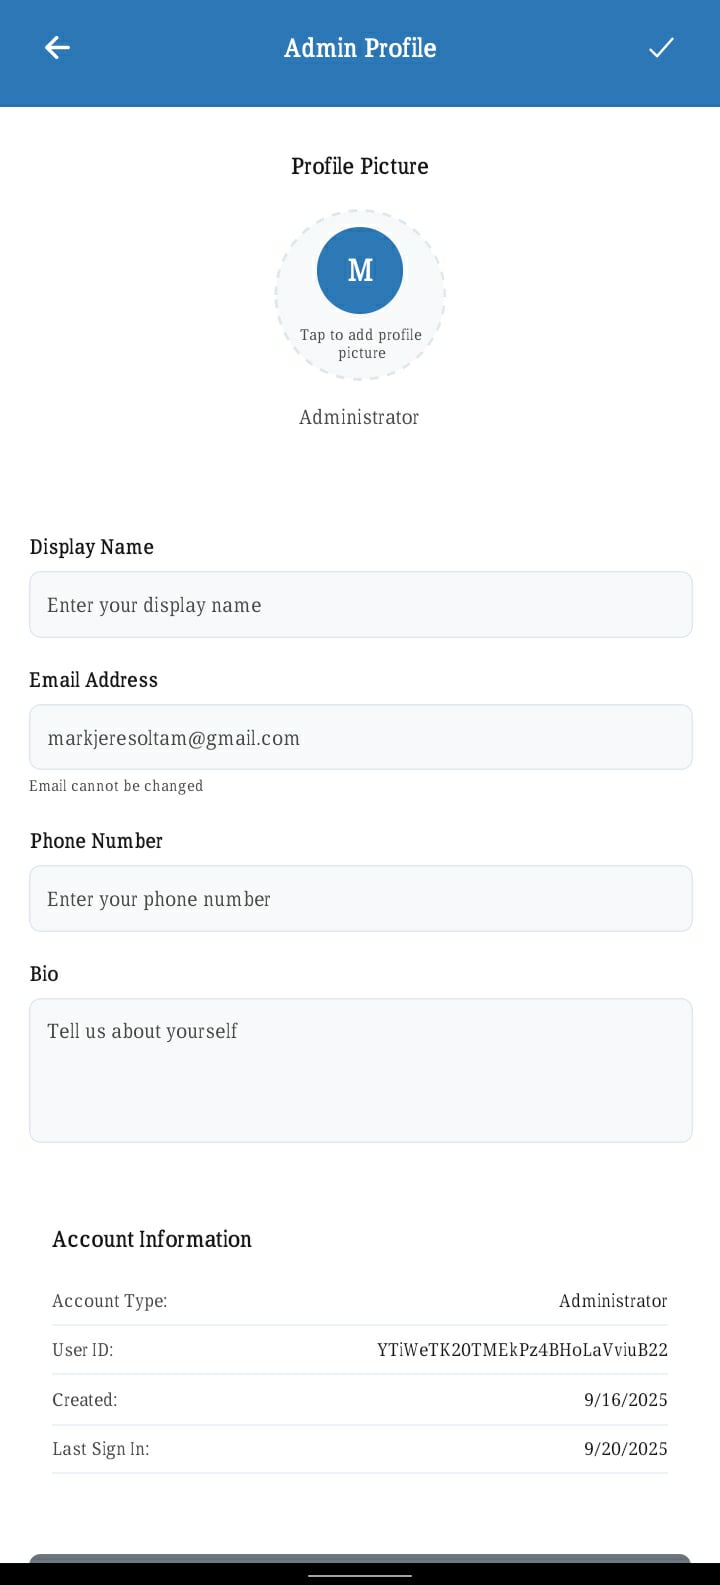 Admin Profile
Profile Picture
M
Tap to add profile
picture
Administrator
Display Name
Enter your display name
Email Address
markjeresoltam@gmail.com
Email cannot be changed
Phone Number
Enter your phone number
Bio
Tell us about yourself
Account Information
Account Type: Administrator
User ID: YTiWeTK20TMEkPz4BHoLaVviuB22
Created: 9/16/2025
Last Sign In: 9/20/2025